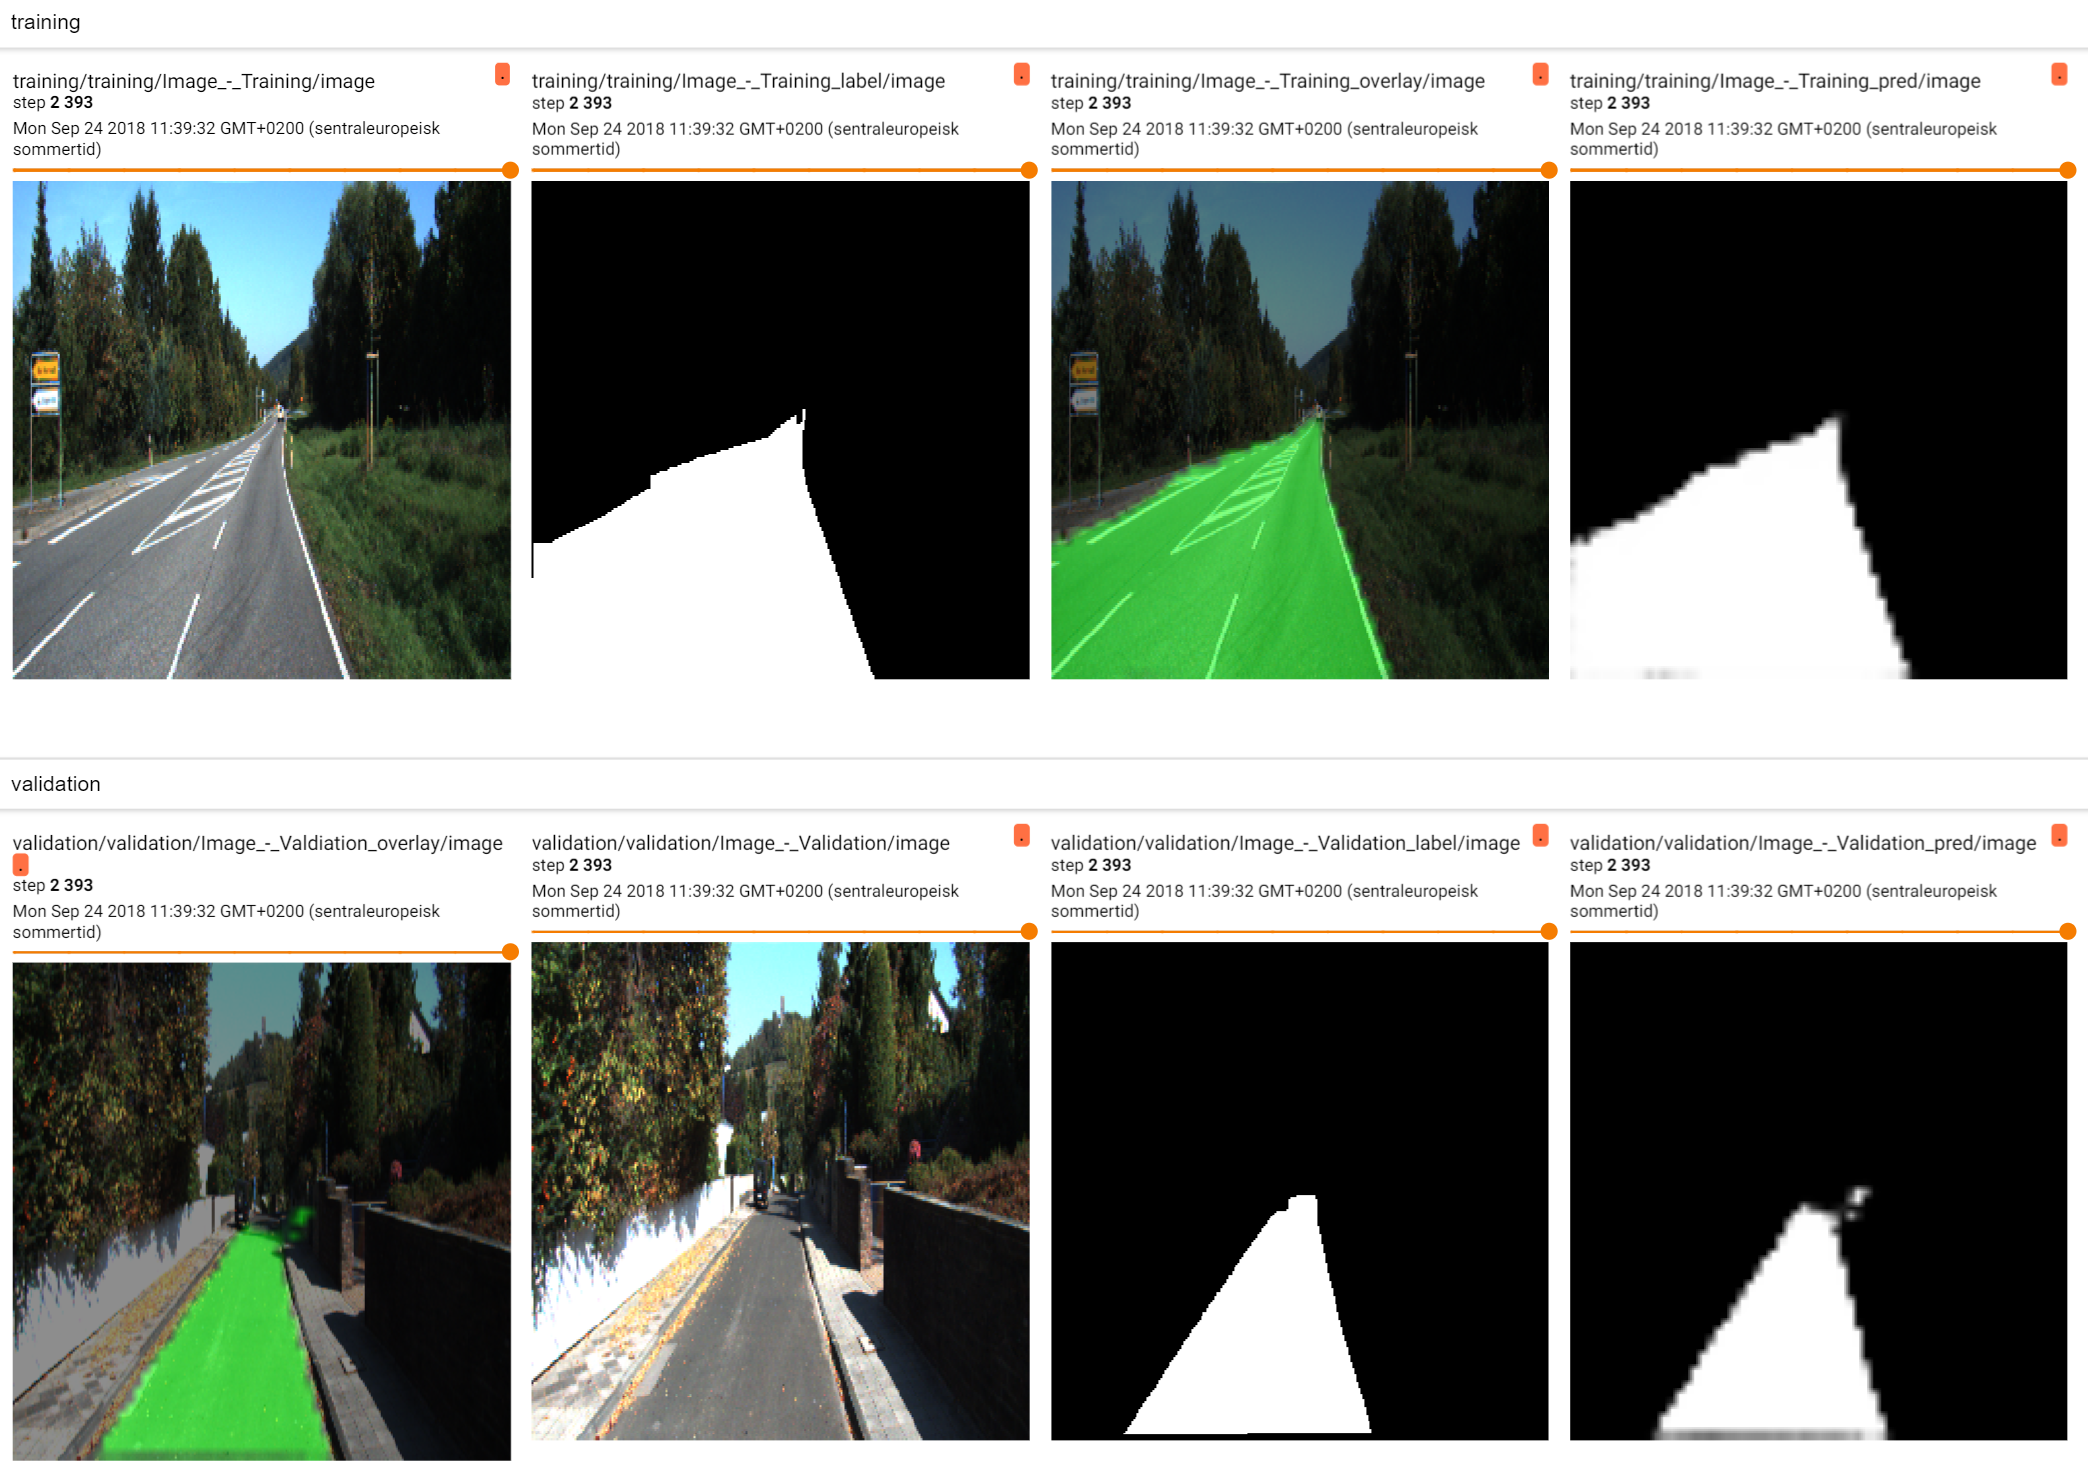 training
training/training/Image_-_Training/image
.
step 2 393
Mon Sep 24 2018 11:39:32 GMT+0200 (sentraleuropeisk
sommertid)
training/training/Image_-_Training_label/image
.
step 2 393
Mon Sep 24 2018 11:39:32 GMT+0200 (sentraleuropeisk
sommertid)
training/training/Image_-_Training_overlay/image
.
step 2 393
Mon Sep 24 2018 11:39:32 GMT+0200 (sentraleuropeisk
sommertid)
training/training/Image_-_Training_pred/image
.
step 2 393
Mon Sep 24 2018 11:39:32 GMT+0200 (sentraleuropeisk
sommertid)
validation
validation/validation/Image_-_Valdiation_overlay/image
.
step 2 393
Mon Sep 24 2018 11:39:32 GMT+0200 (sentraleuropeisk
sommertid)
validation/validation/Image_-_Validation/image
.
step 2 393
Mon Sep 24 2018 11:39:32 GMT+0200 (sentraleuropeisk
sommertid)
validation/validation/Image_-_Validation_label/image
.
step 2 393
Mon Sep 24 2018 11:39:32 GMT+0200 (sentraleuropeisk
sommertid)
validation/validation/Image_-_Validation_pred/image
.
step 2 393
Mon Sep 24 2018 11:39:32 GMT+0200 (sentraleuropeisk
sommertid)